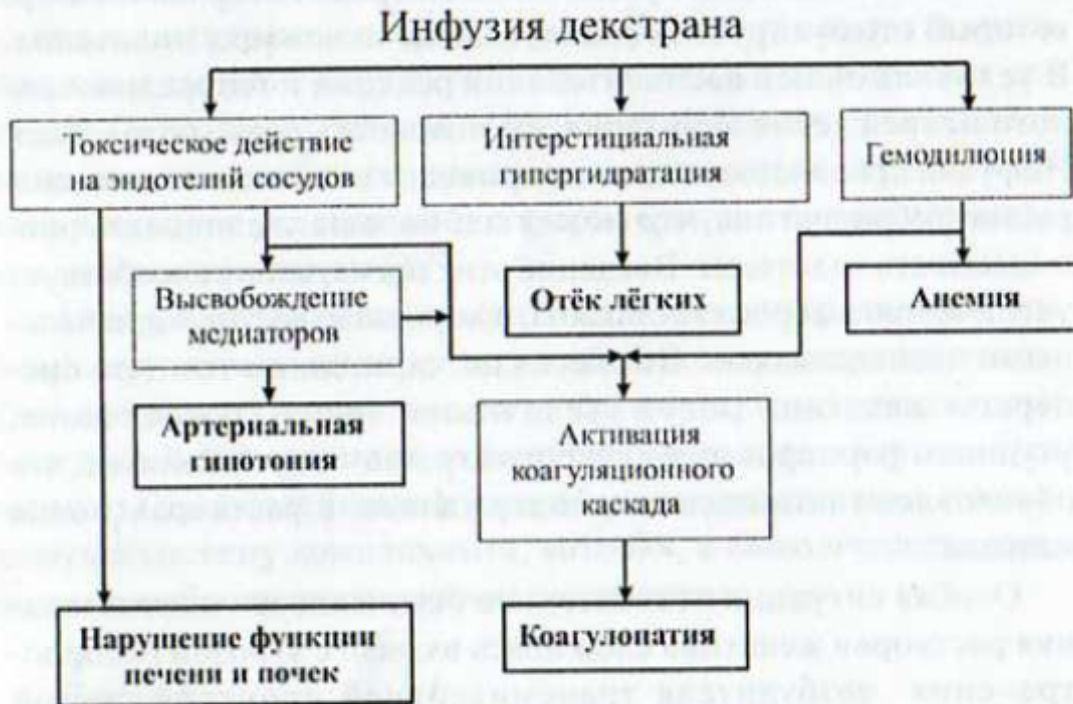 Инфузия декстрана
Токсическое действие
на эндотелий сосудов
Интерстициальная
гипергидратация
Гемодилюция
Высвобождение
медиаторов
Отёк лёгких
Анемия
Артериальная
гипотония
Активация
коагуляционного
каскада
Нарушение функции
печени и почек
Коагулопатия